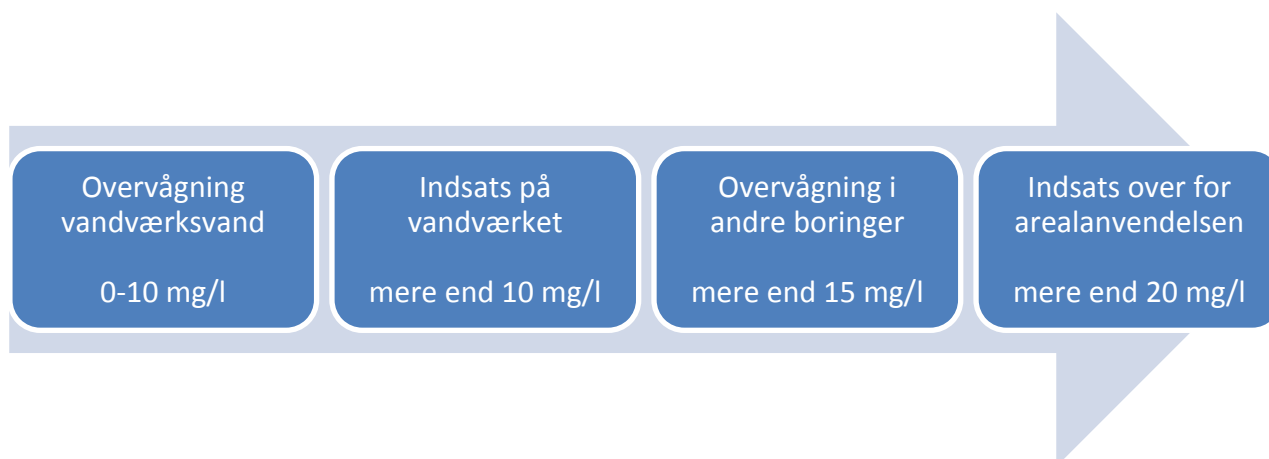 Overvågning
vandværksvand
0-10 mg/l
Indsats på
vandværket
mere end 10 mg/l
Overvågning i
andre boringer
mere end 15 mg/l
Indsats over for
arealanvendelsen
mere end 20 mg/l